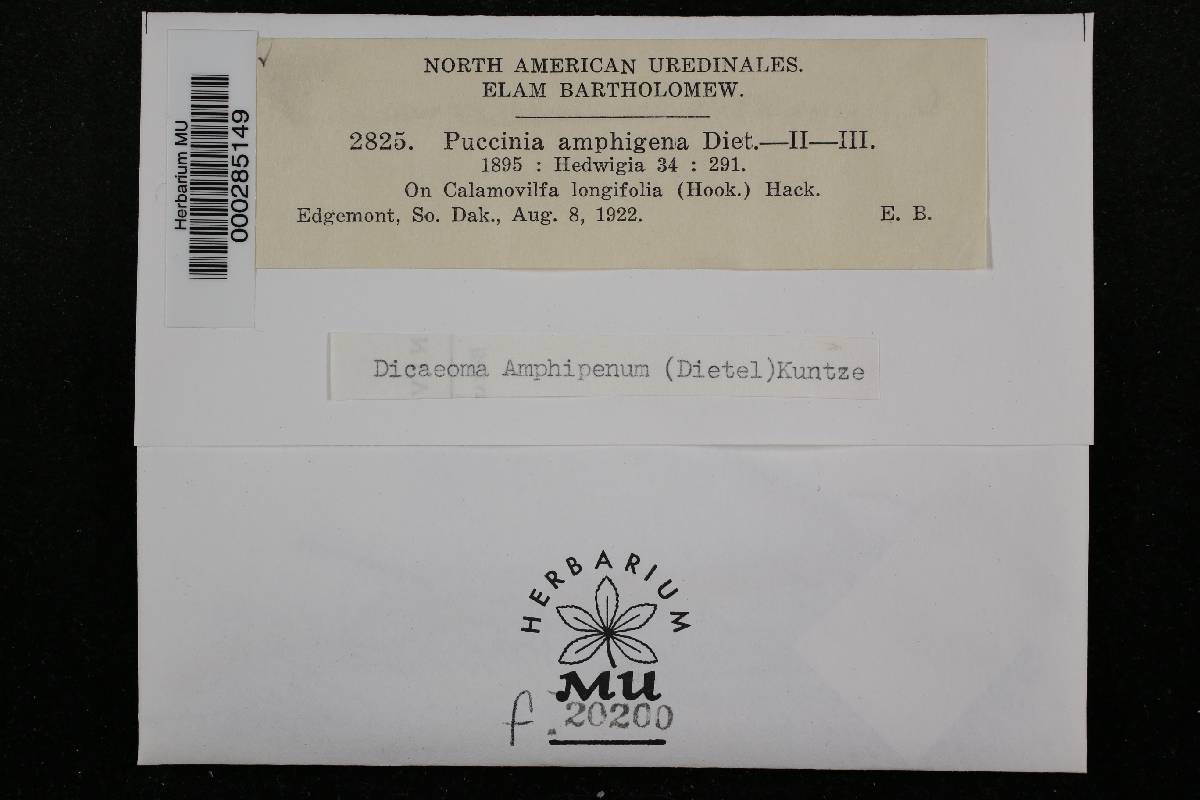 NORTH AMERICAN UREDINALES.
ELAM BARTHOLOMEW.
2825. Puccinia amphigena Diet.—II—III.
1895 : Hedwigia 34 : 291.
On Calamovilfa longifolia (Hook.) Hack.
Edgemont, So. Dak., Aug. 8, 1922. E. B.
Herbarium MU
000285149
Dicaeoma Amphipenum (Dietel)Kuntze
HERBARIUM
MU
f. 20200